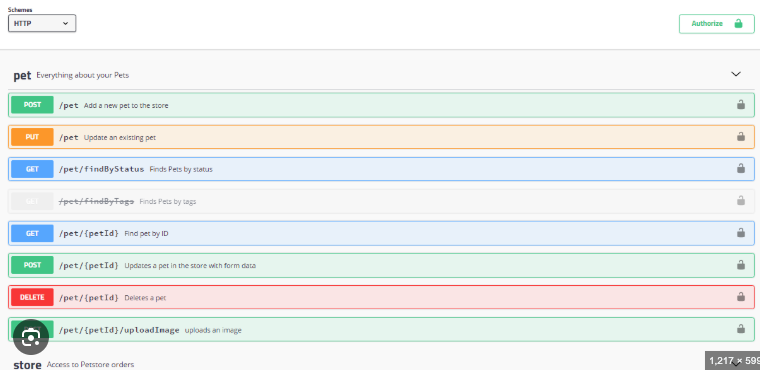 Schemes
HTTP
Authorize
pet Everything about your Pets
POST /pet Add a new pet to the store
PUT /pet Update an existing pet
GET /pet/findByStatus Finds Pets by status
GET /pet/findByTags Finds Pets by tags
GET /pet/{petId} Find pet by ID
POST /pet/{petId} Updates a pet in the store with form data
DELETE /pet/{petId} Deletes a pet
/pet/{petId}/uploadImage uploads an image
store Access to Petstore orders
1,217 × 599